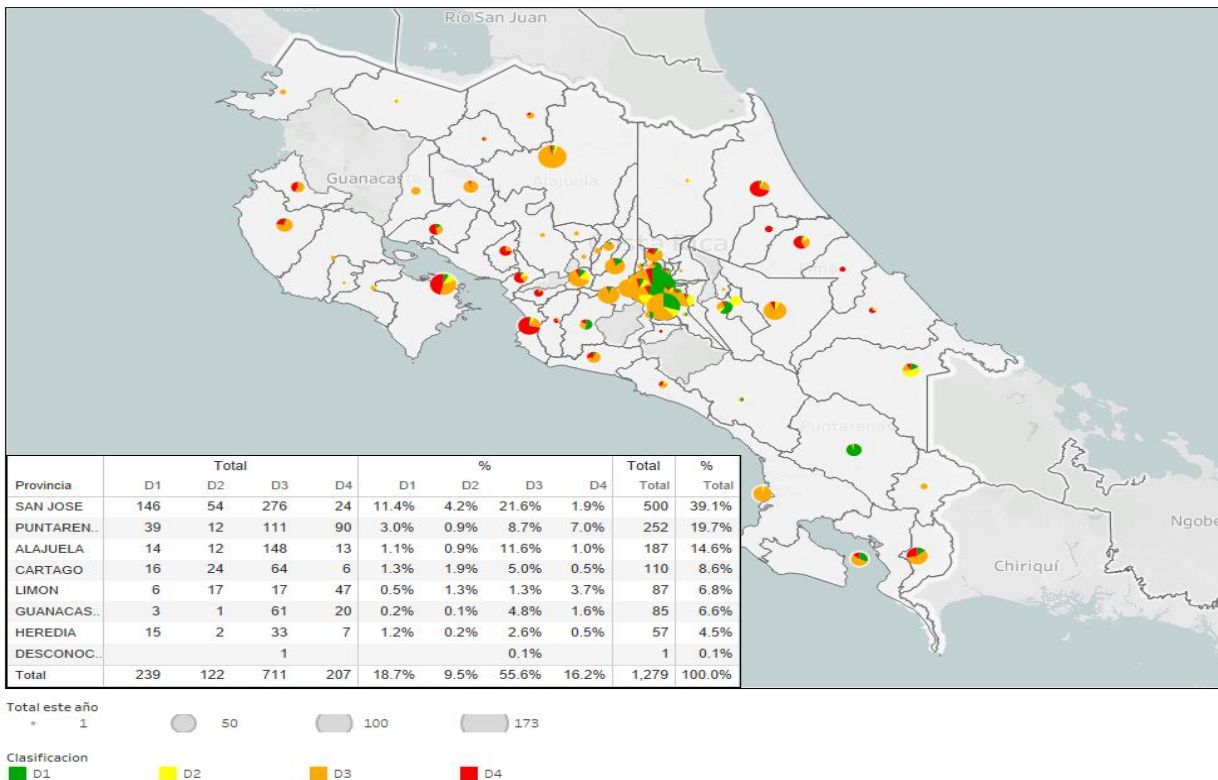 Río San Juan
Guanacaste
Alajuela
Costa Rica
Limón
Puntarenas
Chiriquí
Ngobe
Total % Total %
Provincia D1 D2 D3 D4 D1 D2 D3 D4 Total Total
SAN JOSE 146 54 276 24 11.4% 4.2% 21.6% 1.9% 500 39.1%
PUNTAREN.. 39 12 111 90 3.0% 0.9% 8.7% 7.0% 252 19.7%
ALAJUELA 14 12 148 13 1.1% 0.9% 11.6% 1.0% 187 14.6%
CARTAGO 16 24 64 6 1.3% 1.9% 5.0% 0.5% 110 8.6%
LIMON 6 17 17 47 0.5% 1.3% 1.3% 3.7% 87 6.8%
GUANACAS.. 3 1 61 20 0.2% 0.1% 4.8% 1.6% 85 6.6%
HEREDIA 15 2 33 7 1.2% 0.2% 2.6% 0.5% 57 4.5%
DESCONOC.. 1 0.1% 1 0.1%
Total 239 122 711 207 18.7% 9.5% 55.6% 16.2% 1,279 100.0%
Total este año
1 50 100 173
Clasificacion
D1 D2 D3 D4